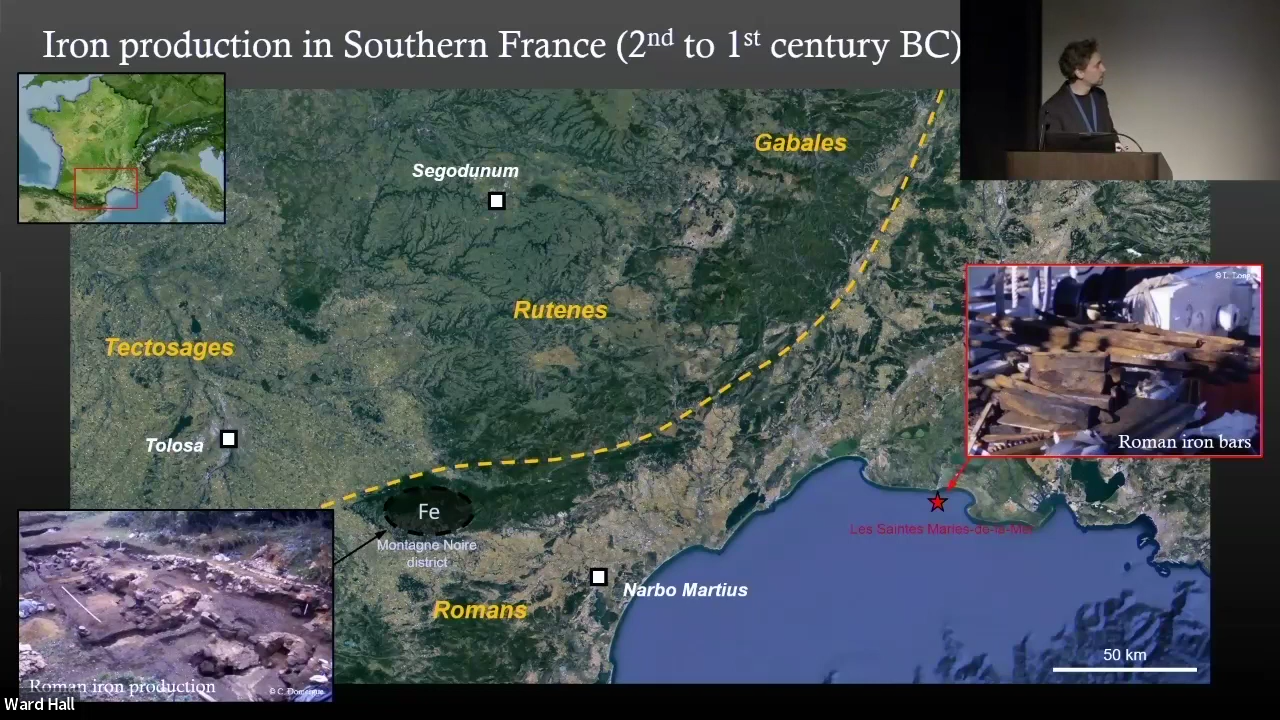 Iron production in Southern France (2nd to 1st century BC)
Gabales
Segodunum
Rutenes
Tectosages
© L. Long
Roman iron bars
Tolosa
Fe
Montagne Noire
district
Les Saintes Maries-de-la-Mer
Narbo Martius
Romans
50 km
Roman iron production
© C. Domergue
Ward Hall